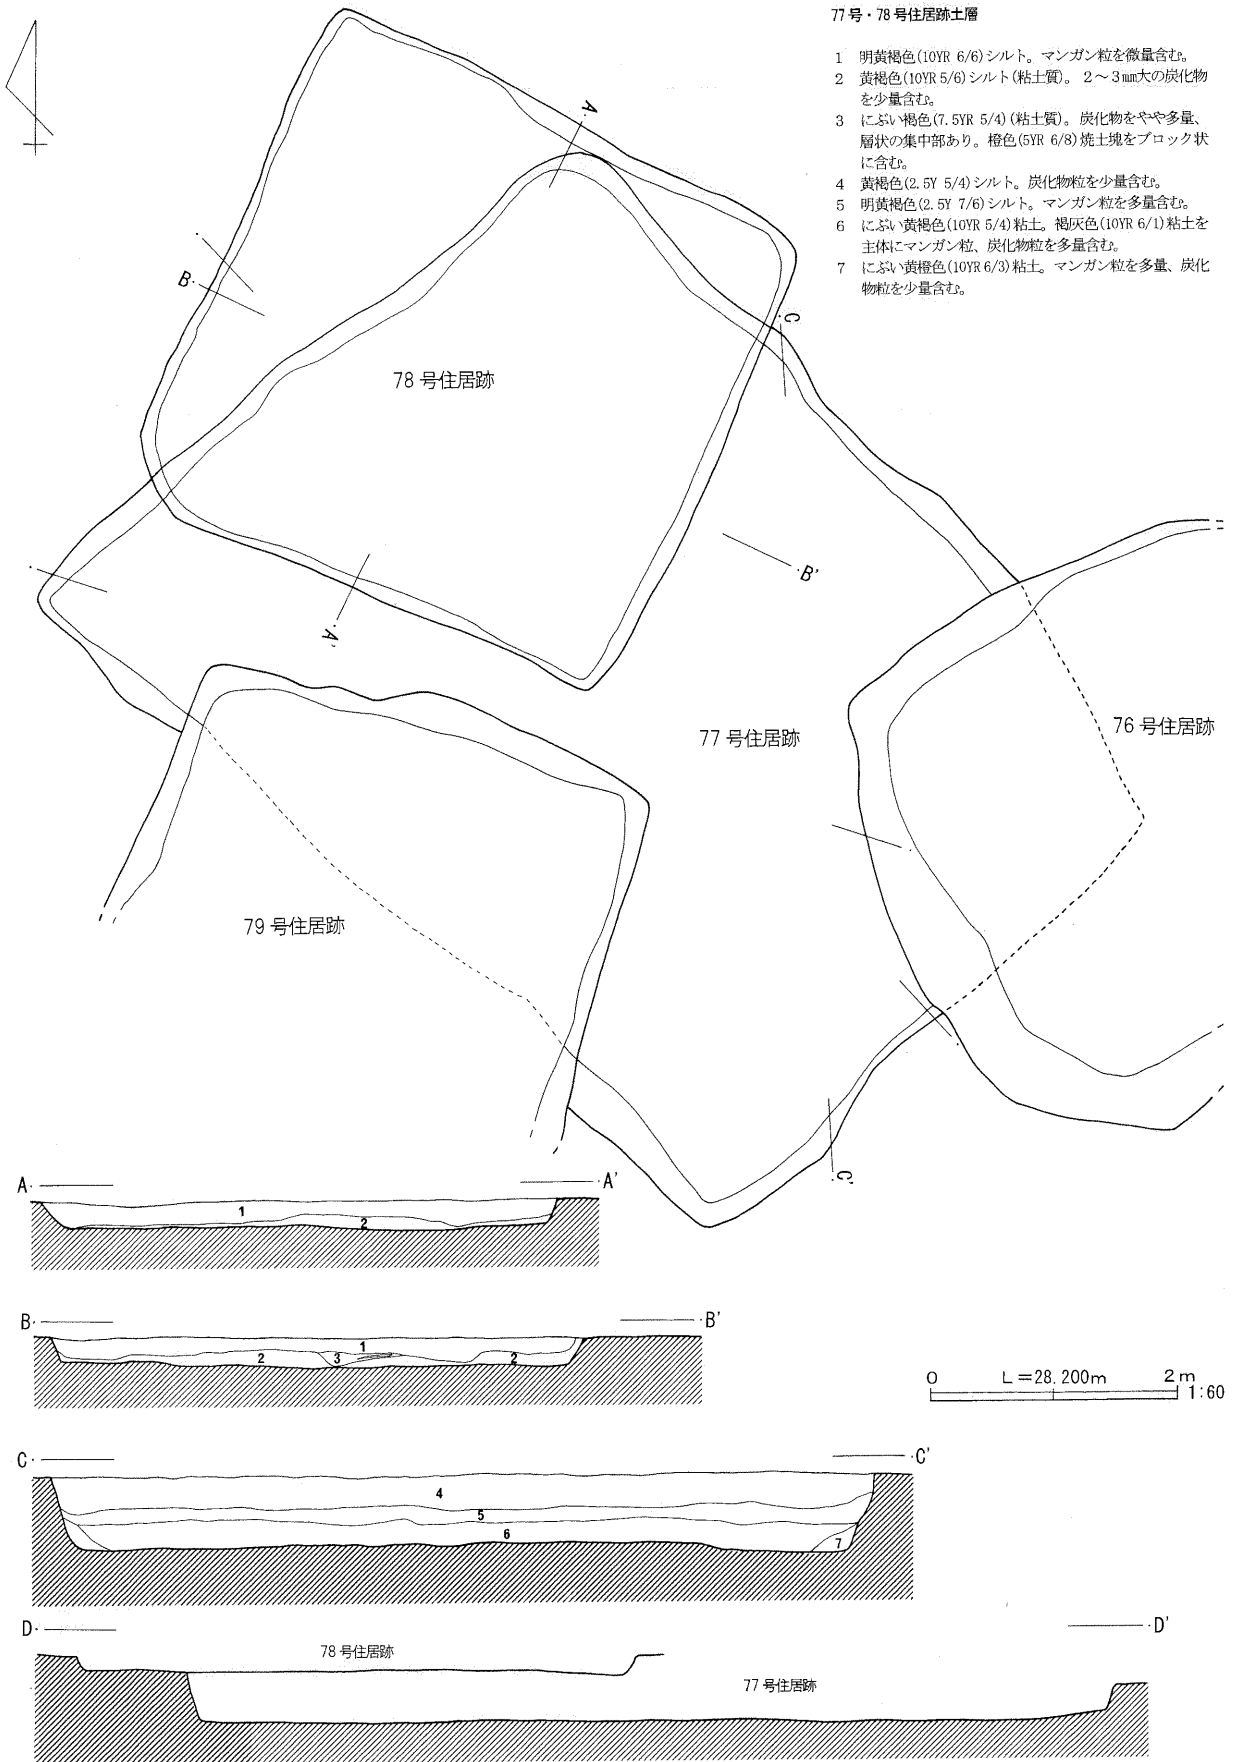 77号・78号住居跡土層
1 明黄褐色(10YR 6/6)シルト。マンガン粒を微量含む。
2 黄褐色(10YR 5/6)シルト(粘土質)。2～3㎜大の炭化物
を少量含む。
3 にぶい褐色(7.5YR 5/4)(粘土質)。炭化物をやや多量、
層状の集中部あり。橙色(5YR 6/8)焼土塊をブロック状
に含む。
4 黄褐色(2.5Y 5/4)シルト。炭化物粒を少量含む。
5 明黄褐色(2.5Y 7/6)シルト。マンガン粒を多量含む。
6 にぶい黄褐色(10YR 5/4)粘土。褐灰色(10YR 6/1)粘土を
主体にマンガン粒、炭化物粒を多量含む。
7 にぶい黄橙色(10YR 6/3)粘土。マンガン粒を多量、炭化
物粒を少量含む。
A
B
C
78号住居跡
B'
A'
77号住居跡
76号住居跡
79号住居跡
C'
A A'
1
2
B B'
1
2 3 2
0 L=28.200m 2m
1:60
C C'
4
5
6
7
D D'
78号住居跡
77号住居跡